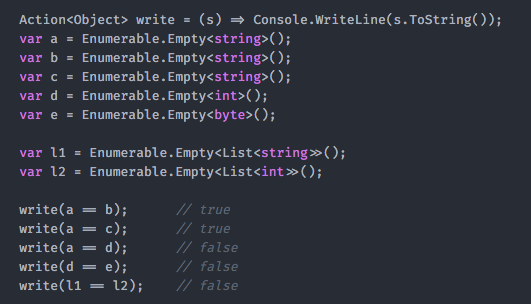 Action<Object> write = (s) => Console.WriteLine(s.ToString());
var a = Enumerable.Empty<string>();
var b = Enumerable.Empty<string>();
var c = Enumerable.Empty<string>();
var d = Enumerable.Empty<int>();
var e = Enumerable.Empty<byte>();
var l1 = Enumerable.Empty<List<string>>();
var l2 = Enumerable.Empty<List<int>>();
write(a == b); // true
write(a == c); // true
write(a == d); // false
write(d == e); // false
write(l1 == l2); // false